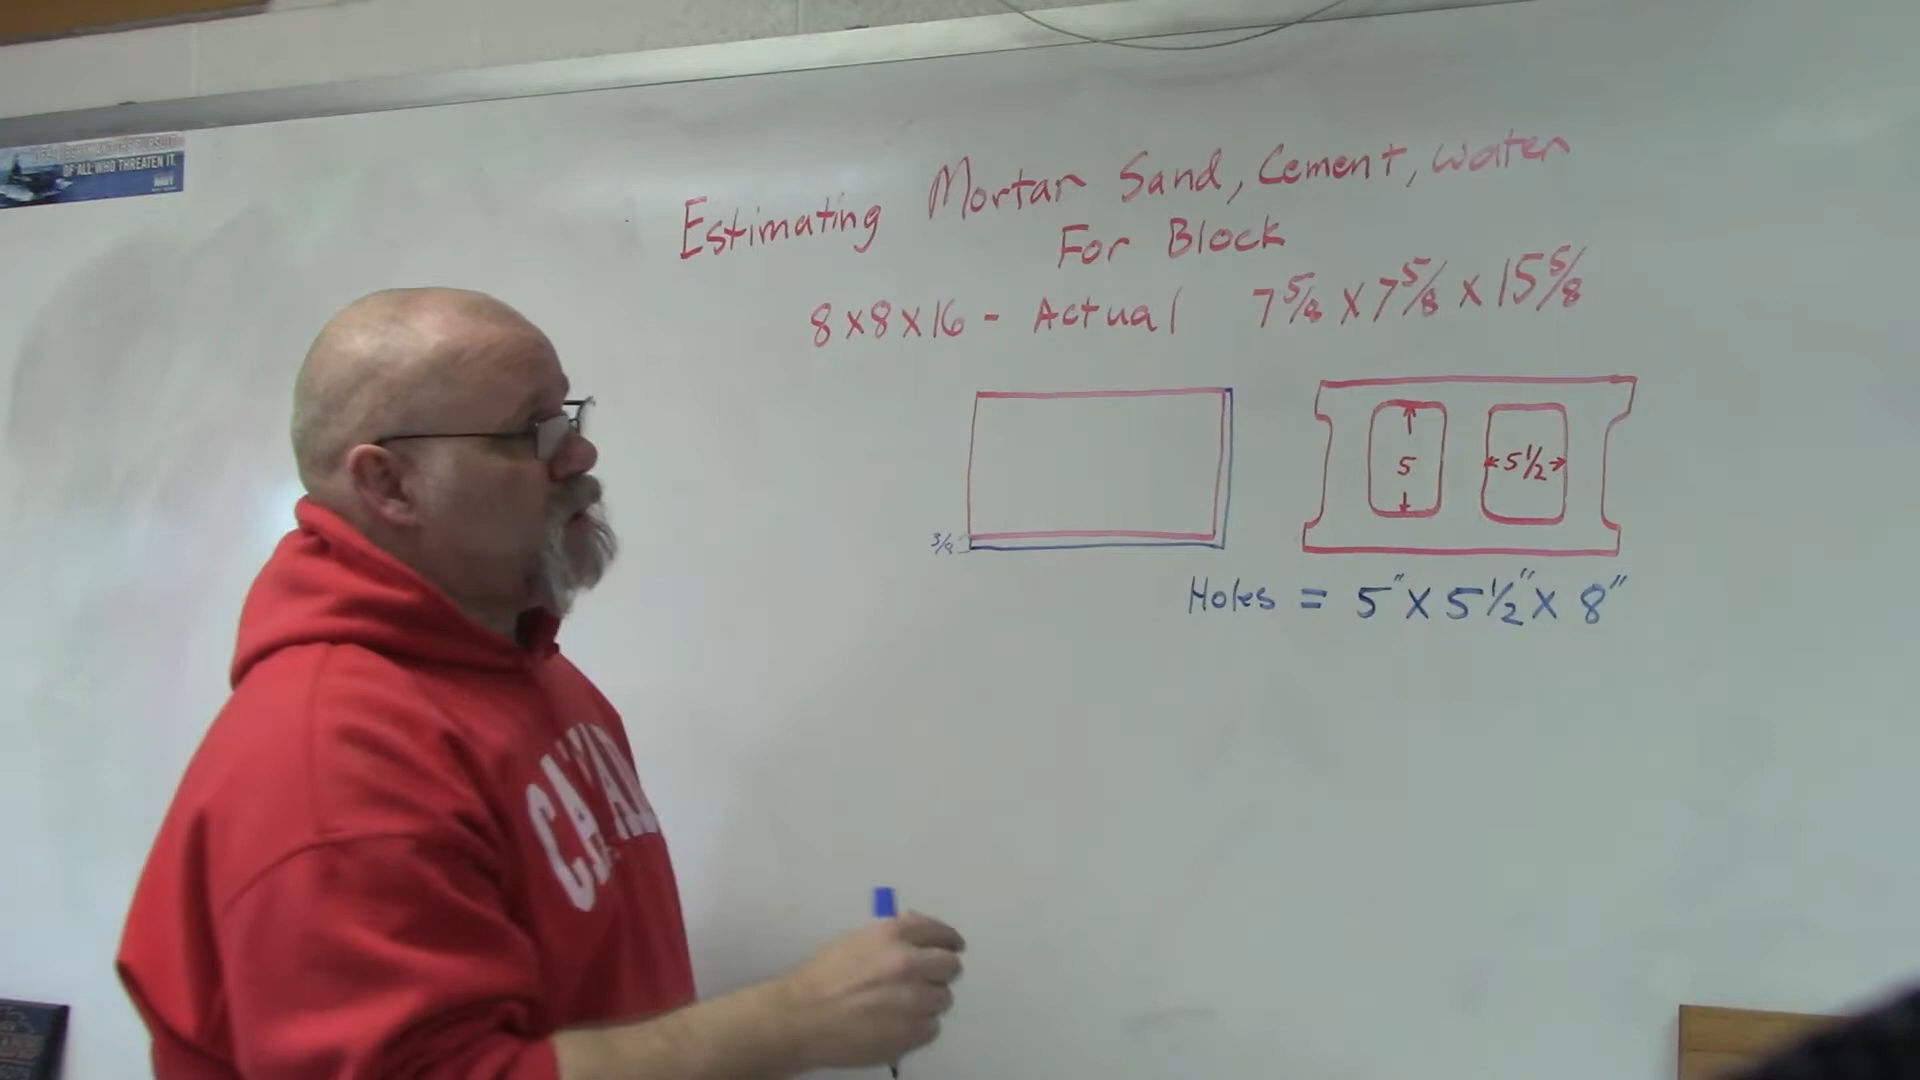 OF ALL WHO THREATEN IT.
NAVY
Estimating Mortar Sand, Cement, Water
For Block
8 x 8 x 16 - Actual 7 5/8 x 7 5/8 x 15 5/8
5
5 1/2
3/8
Holes = 5" x 5 1/2" x 8"